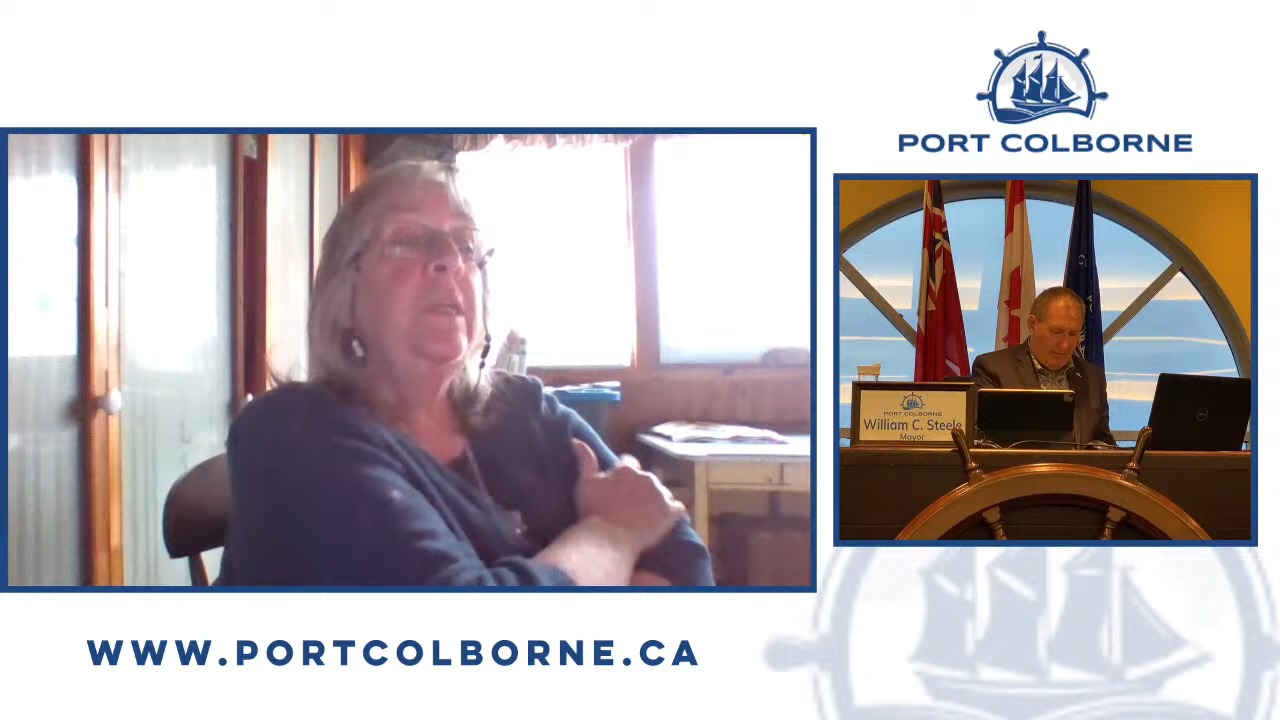 PORT COLBORNE
PORT COLBORNE
William C. Steele
Mayor
WWW.PORTCOLBORNE.CA